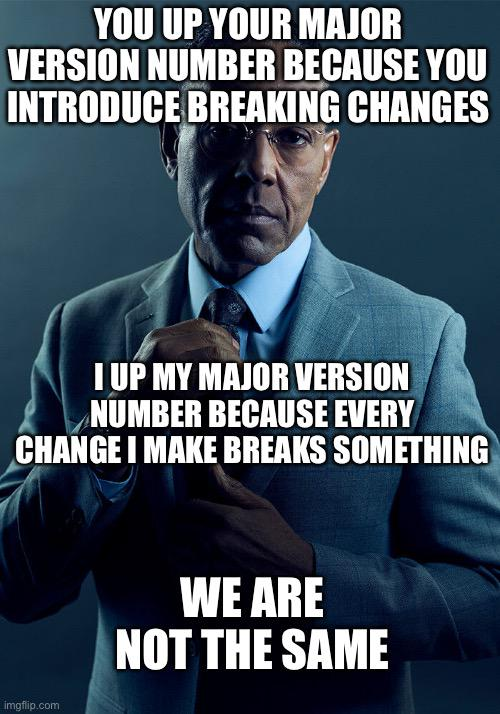 YOU UP YOUR MAJOR
VERSION NUMBER BECAUSE YOU
INTRODUCE BREAKING CHANGES
I UP MY MAJOR VERSION
NUMBER BECAUSE EVERY
CHANGE I MAKE BREAKS SOMETHING
WE ARE
NOT THE SAME
imgflip.com